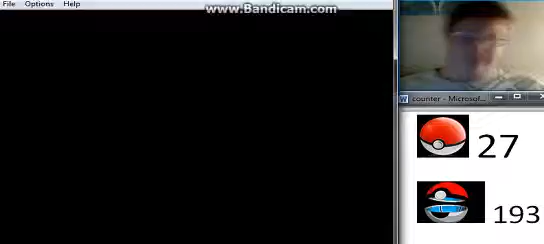 File Options Help
www.Bandicam.com
counter - Microsof...
27
193